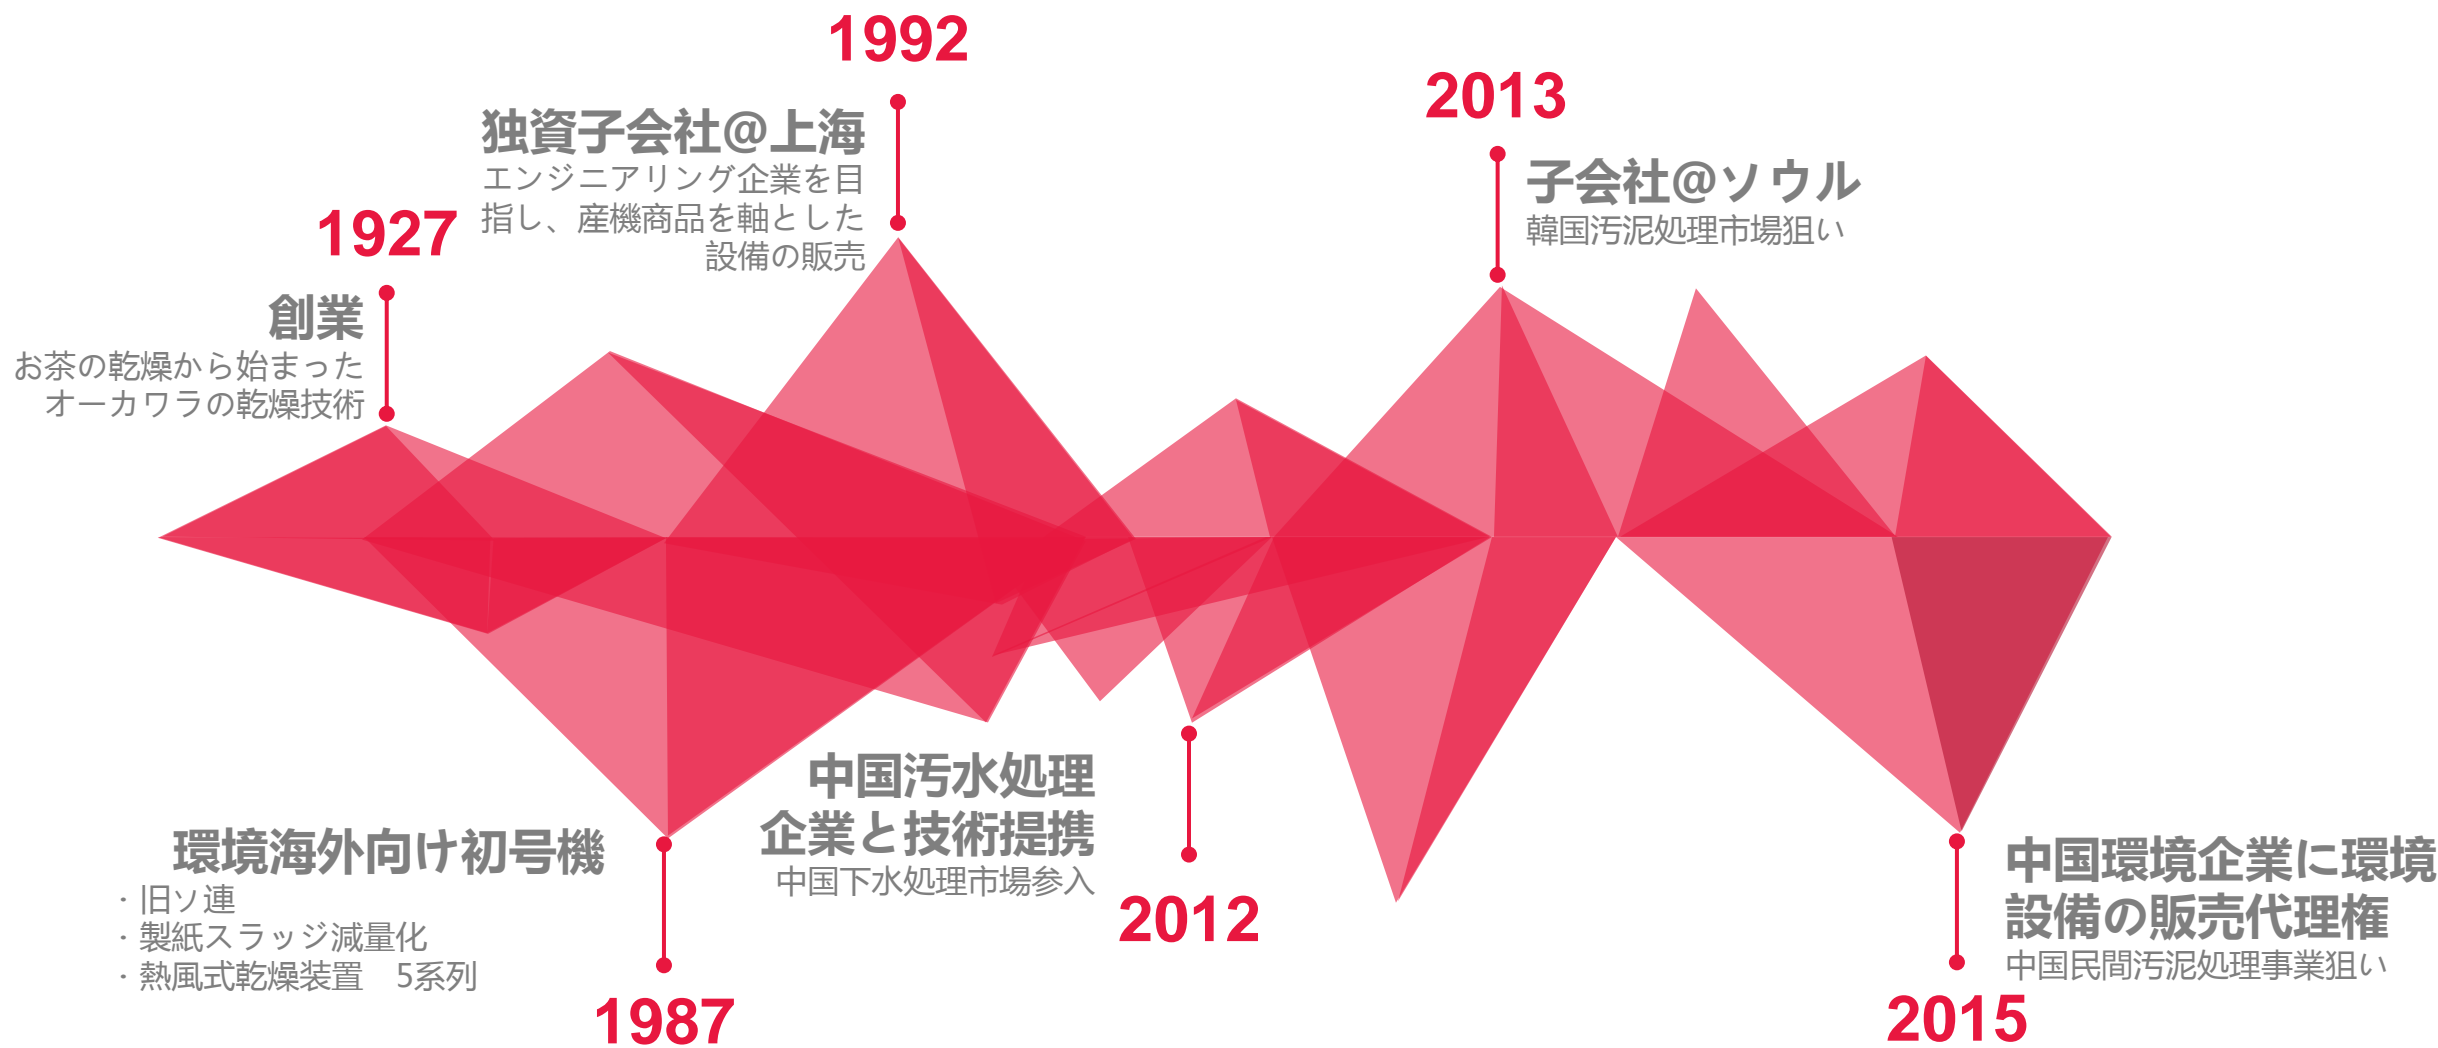 1927
創業
お茶の乾燥から始まった
オーカワラの乾燥技術
1987
環境海外向け初号機
・旧ソ連
・製紙スラッジ減量化
・熱風式乾燥装置　5系列
1992
独資子会社@上海
エンジニアリング企業を目
指し、産機商品を軸とした
設備の販売
2012
中国汚水処理
企業と技術提携
中国下水処理市場参入
2013
子会社@ソウル
韓国汚泥処理市場狙い
2015
中国環境企業に環境
設備の販売代理権
中国民間汚泥処理事業狙い